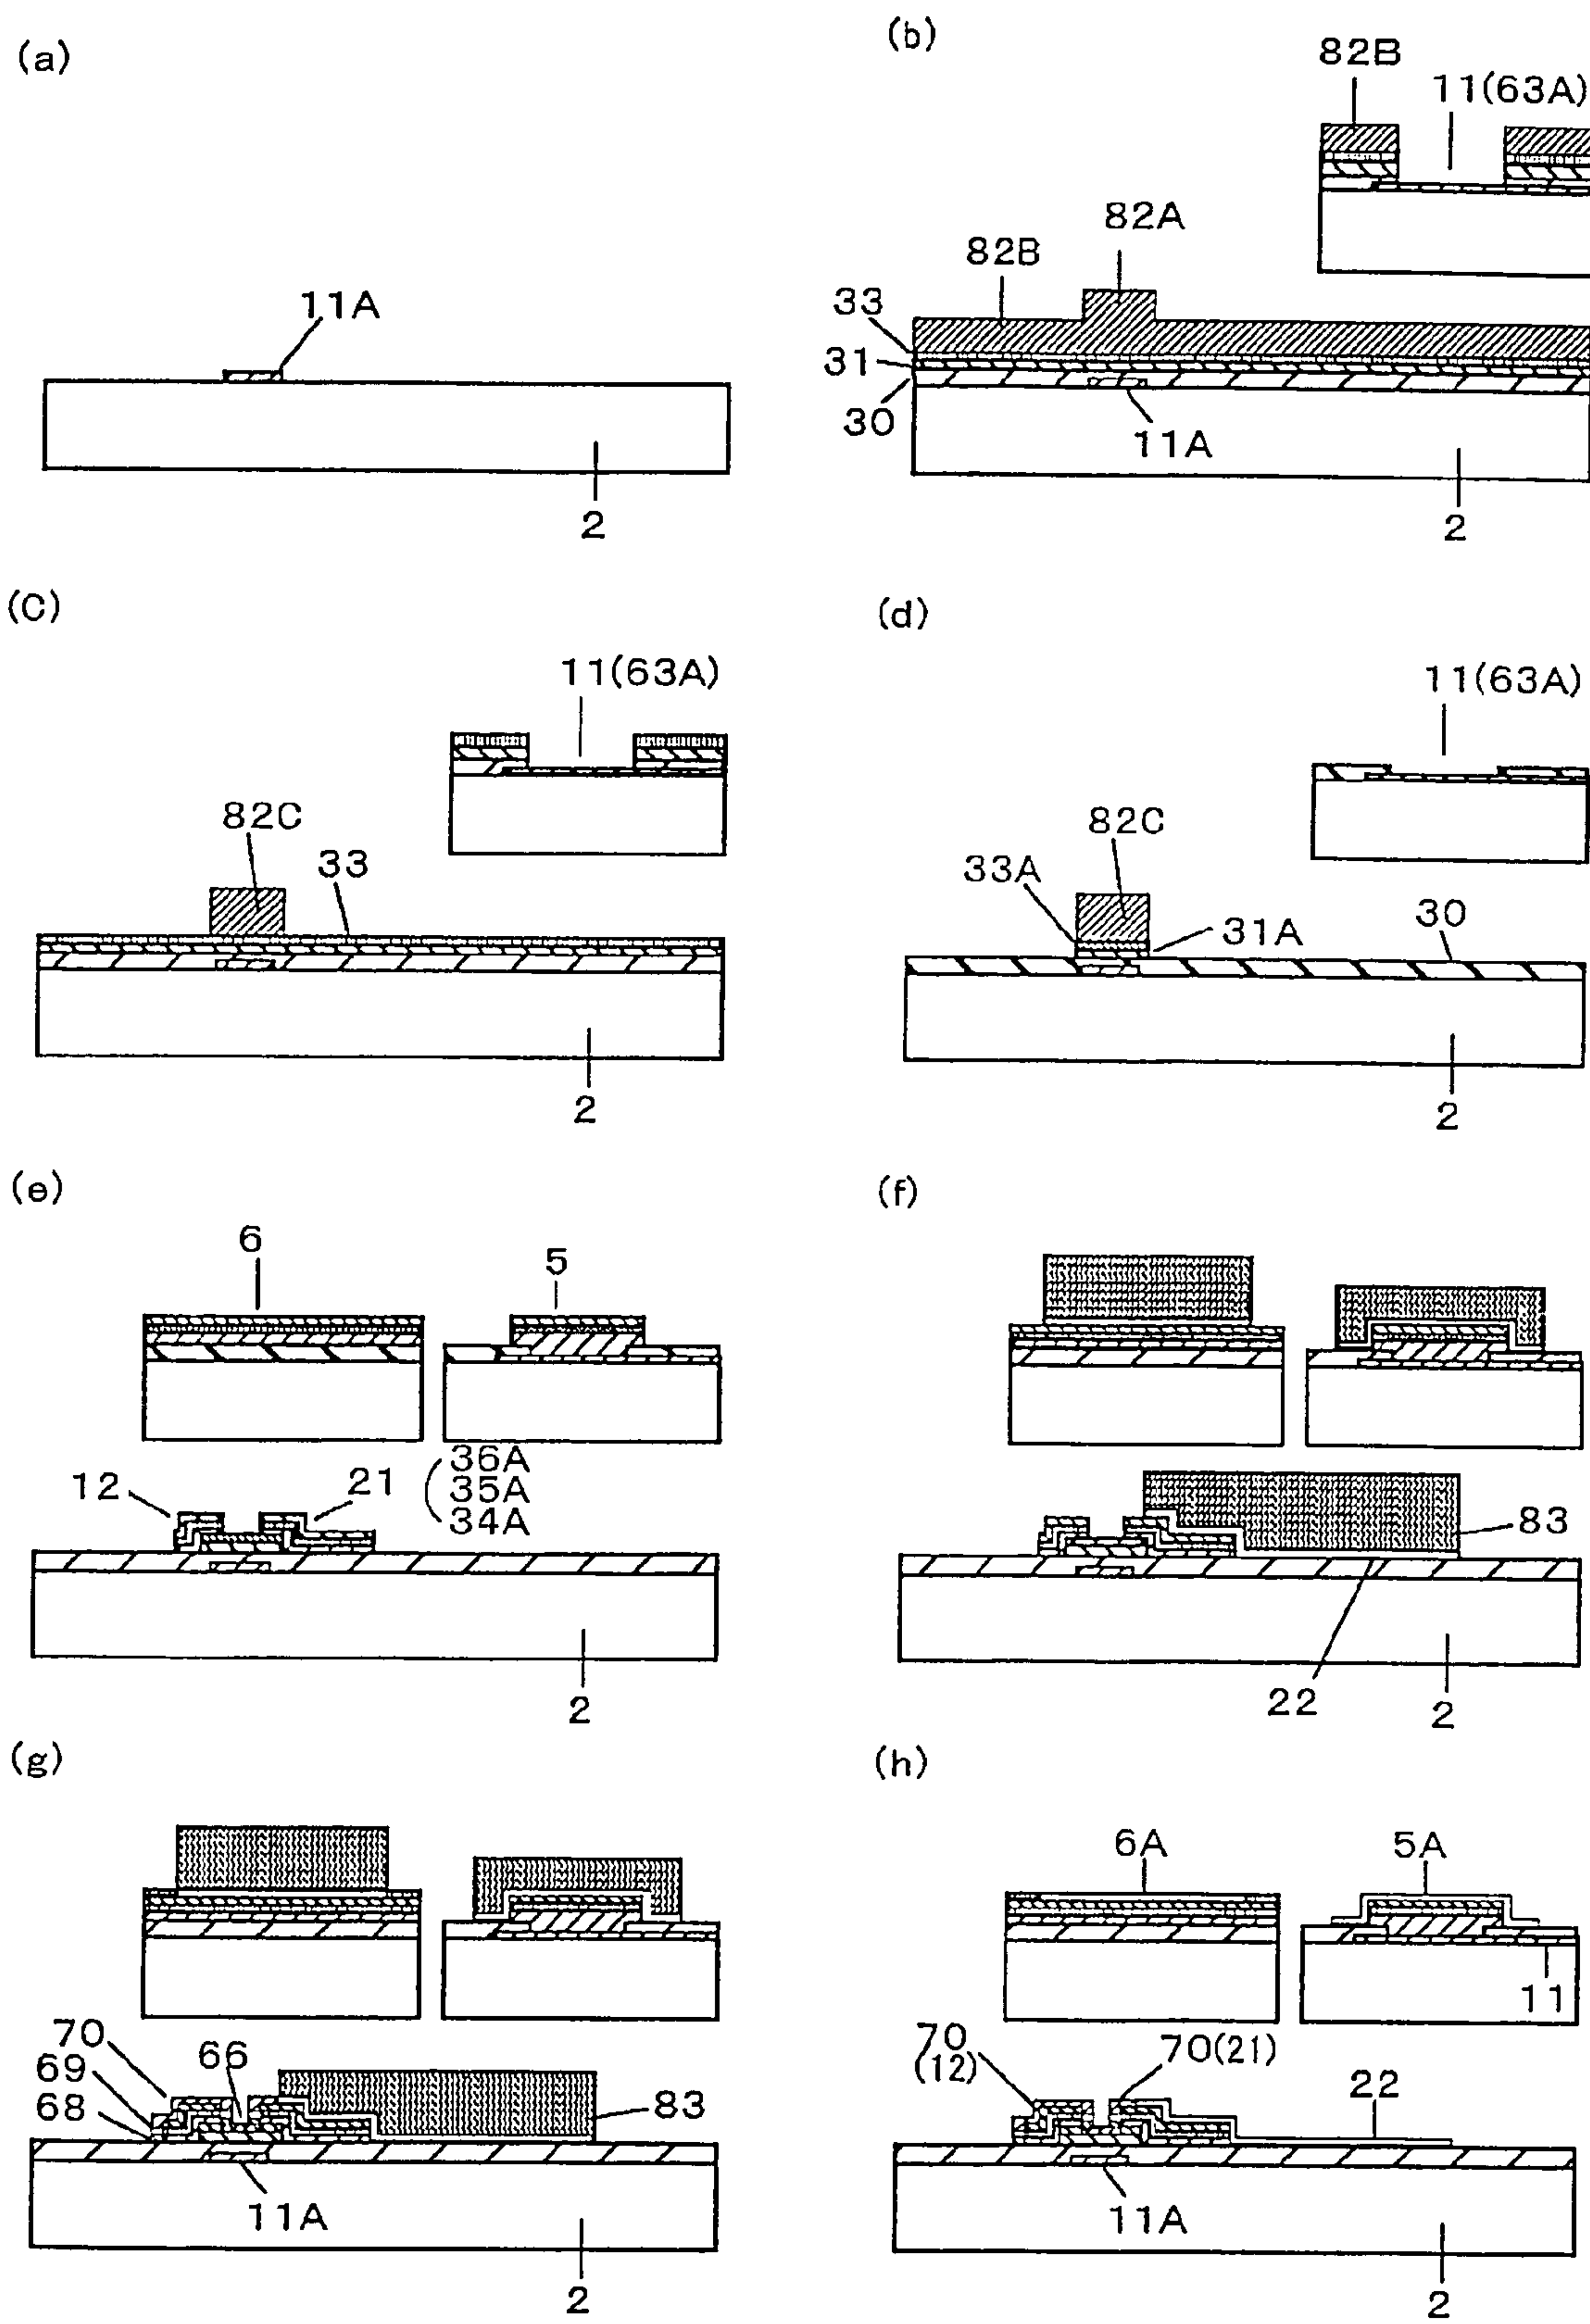 (a)
11A
2
(b)
82B
11(63A)
82A
82B
33
31
30
11A
2
(C)
11(63A)
82C
33
2
(d)
11(63A)
82C
33A
31A
30
2
(e)
6
5
12
21
36A
35A
34A
2
(f)
83
22
2
(g)
70
69
68
66
83
11A
2
(h)
6A
5A
11
70
(12)
70(21)
22
11A
2